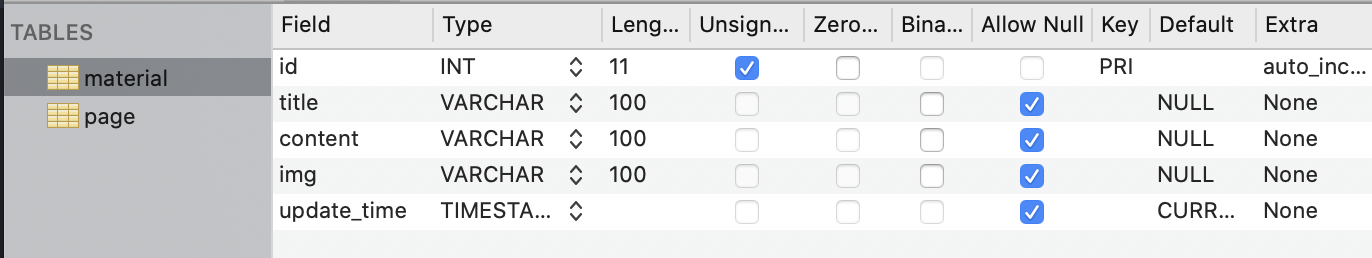 TABLES
material
page
Field Type Leng... Unsign... Zero... Bina... Allow Null Key Default Extra
id INT 11 PRI auto_inc...
title VARCHAR 100 NULL None
content VARCHAR 100 NULL None
img VARCHAR 100 NULL None
update_time TIMESTA... CURR... None